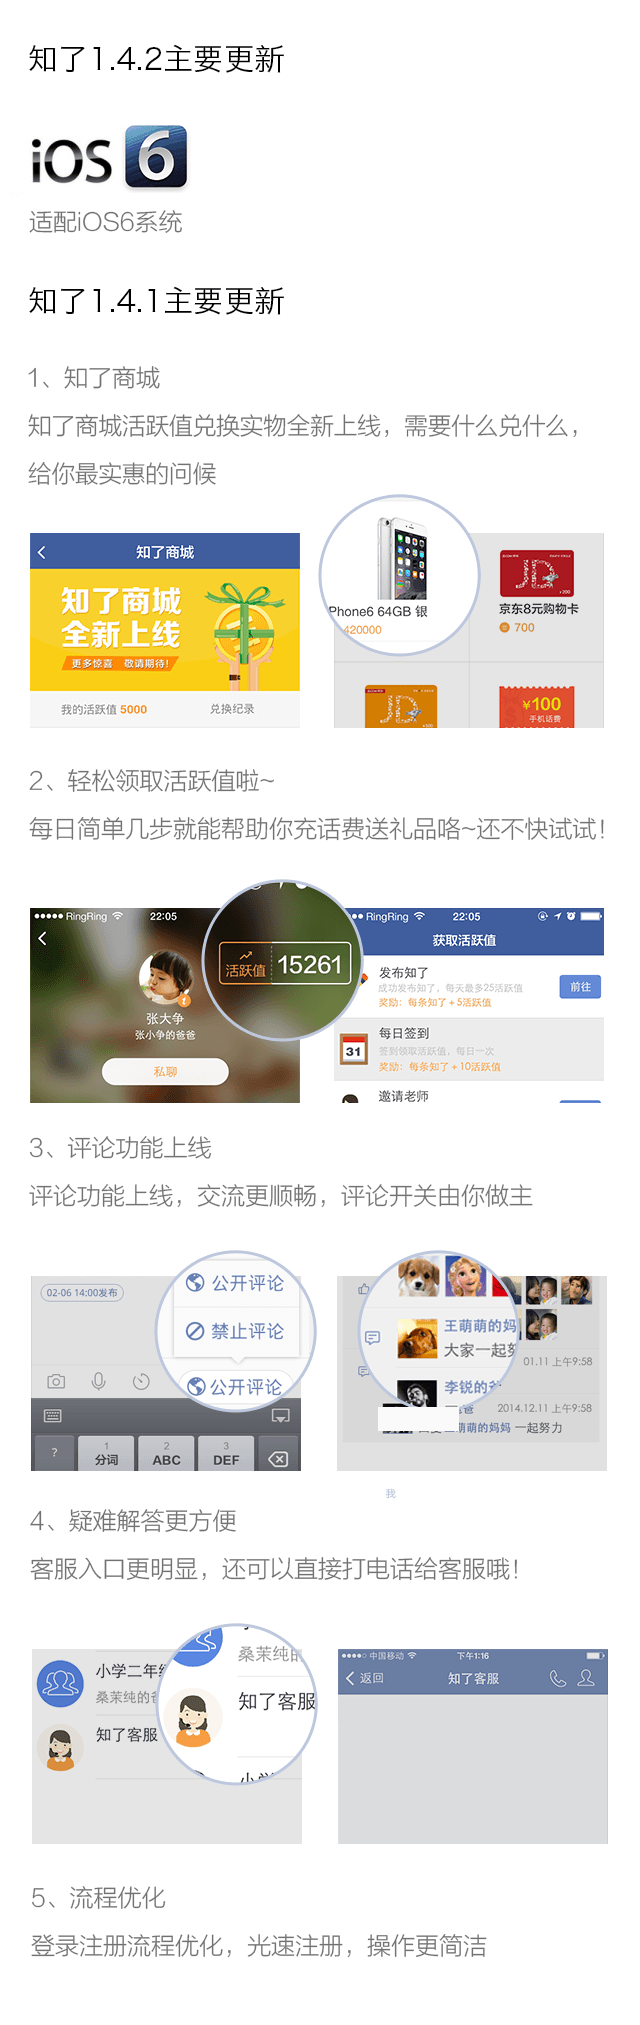 知了1.4.2主要更新
iOS 6
适配iOS6系统
知了1.4.1主要更新
1、知了商城
知了商城活跃值兑换实物全新上线，需要什么兑什么，
给你最实惠的问候
知了商城
知了商城
全新上线
更多惊喜 敬请期待!
我的活跃值 5000 兑换纪录
Phone6 64GB 银
420000
京东8元购物卡
700
¥100
手机话费
2、轻松领取活跃值啦~
每日简单几步就能帮助你充话费送礼品咯~还不快试试!
RingRing 22:05
活跃值 15261
张大争
张小争的爸爸
私聊
RingRing 22:05
获取活跃值
发布知了
成功发布知了，每天最多25活跃值
奖励：每条知了+5活跃值
前往
31
每日签到
签到领取活跃值，每日一次
奖励：每条知了+10活跃值
邀请老师
3、评论功能上线
评论功能上线，交流更顺畅，评论开关由你做主
02-06 14:00发布
公开评论
禁止评论
公开评论
? 1 分词 2 ABC 3 DEF
王萌萌的妈
大家一起努
01.11 上午9:58
李锐的爸
2014.12.11 上午9:58
萌萌的妈妈 一起努力
我
4、疑难解答更方便
客服入口更明显，还可以直接打电话给客服哦!
小学二年级
桑茉纯的爸
知了客服
桑茉纯的
知了客服
中国移动 下午1:16
返回 知了客服
5、流程优化
登录注册流程优化，光速注册，操作更简洁